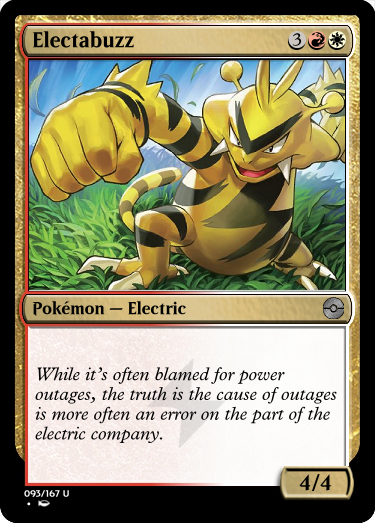 Electabuzz 3
Pokémon — Electric
While it's often blamed for power
outages, the truth is the cause of outages
is more often an error on the part of the
electric company.
4/4
093/167 U